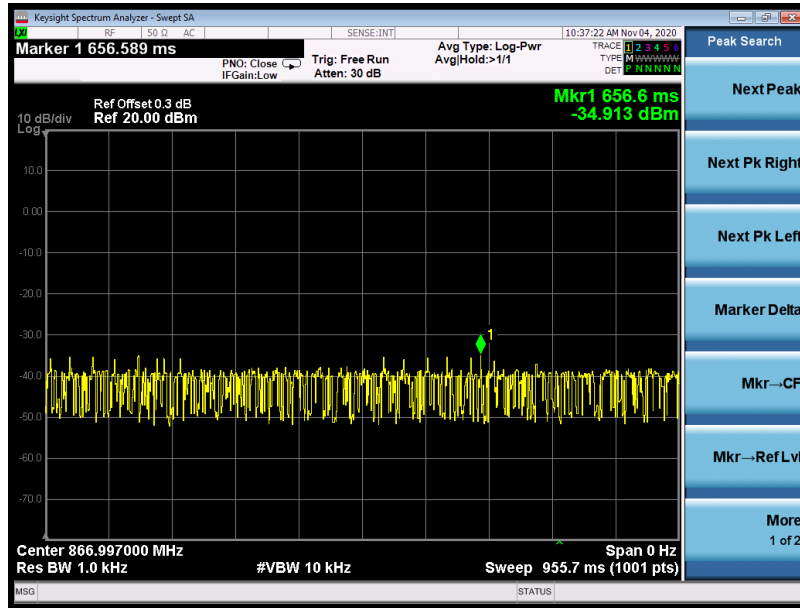 Keysight Spectrum Analyzer - Swept SA
LXI RF 50 Ω AC SENSE:INT 10:37:22 AM Nov 04, 2020
Marker 1 656.589 ms
Avg Type: Log-Pwr
TRACE 1 2 3 4 5 6
PNO: Close Trig: Free Run Avg|Hold:>1/1
TYPE M WWWWW
IFGain:Low Atten: 30 dB
DET P N N N N N
Ref Offset 0.3 dB
Mkr1 656.6 ms
10 dB/div Ref 20.00 dBm -34.913 dBm
Log
10.0
0.00
-10.0
-20.0
-30.0
1
-40.0
-50.0
-60.0
-70.0
Center 866.997000 MHz Span 0 Hz
Res BW 1.0 kHz #VBW 10 kHz Sweep 955.7 ms (1001 pts)
MSG STATUS
Peak Search
Next Peak
Next Pk Right
Next Pk Left
Marker Delta
Mkr→CF
Mkr→Ref Lvl
More
1 of 2